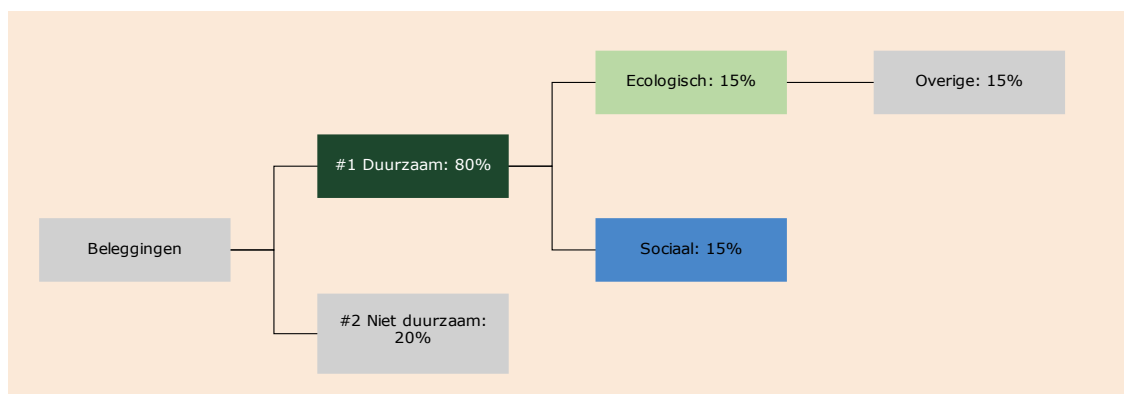 Ecologisch: 15%
Overige: 15%
#1 Duurzaam: 80%
Beleggingen
Sociaal: 15%
#2 Niet duurzaam:
20%